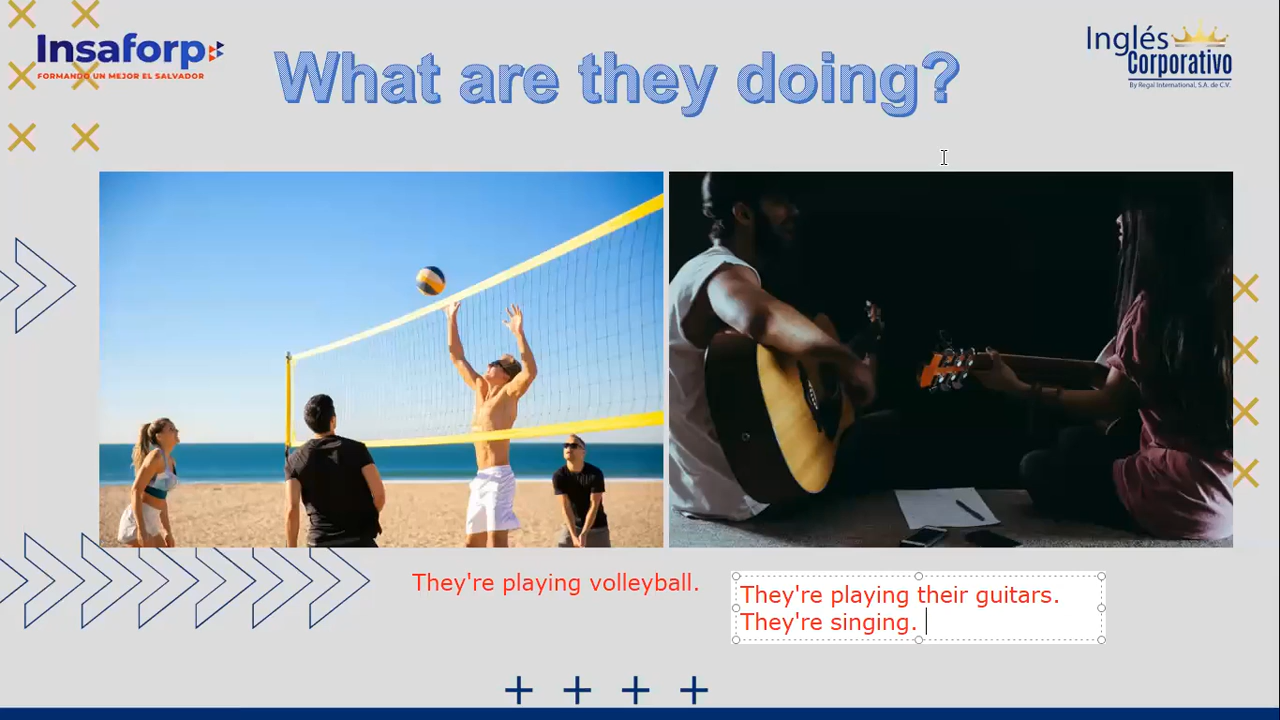 Insaforp
FORMANDO UN MEJOR EL SALVADOR
What are they doing?
Inglés
Corporativo
By Regal International, S.A. de C.V.
They're playing volleyball.
They're playing their guitars.
They're singing.